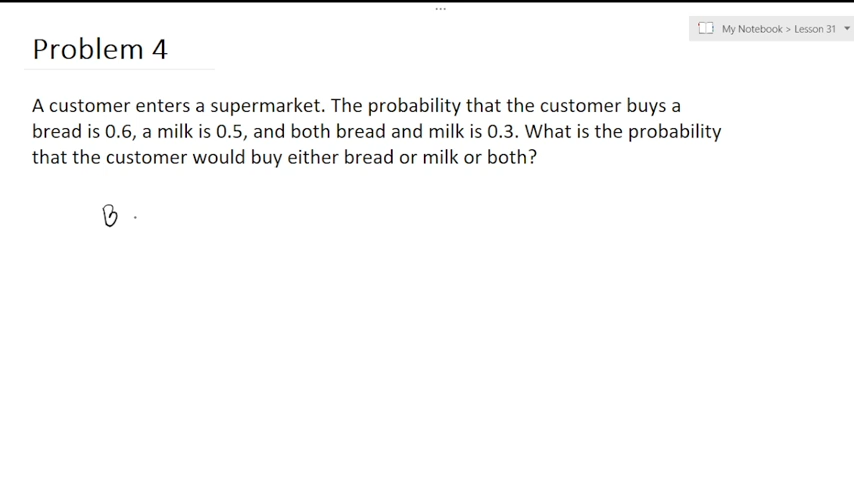 ...
My Notebook > Lesson 31
Problem 4
A customer enters a supermarket. The probability that the customer buys a
bread is 0.6, a milk is 0.5, and both bread and milk is 0.3. What is the probability
that the customer would buy either bread or milk or both?
B